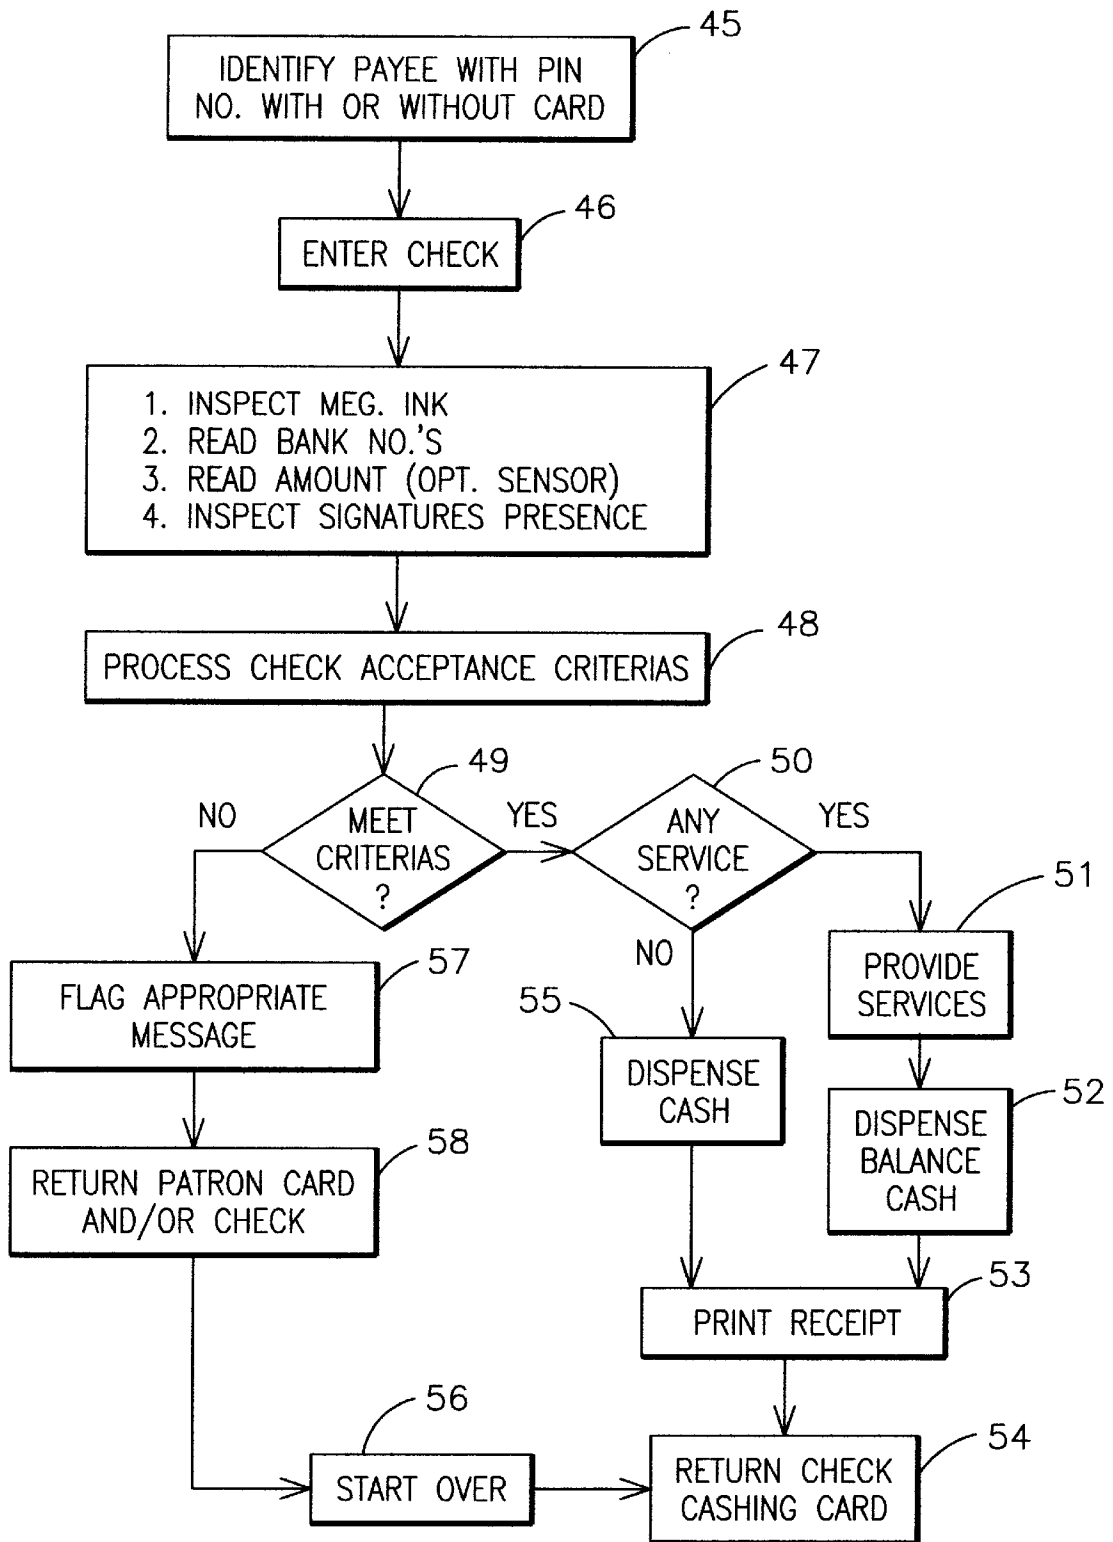 45
IDENTIFY PAYEE WITH PIN
NO. WITH OR WITHOUT CARD
46
ENTER CHECK
47
1. INSPECT MEG. INK
2. READ BANK NO.'S
3. READ AMOUNT (OPT. SENSOR)
4. INSPECT SIGNATURES PRESENCE
48
PROCESS CHECK ACCEPTANCE CRITERIAS
49
NO
MEET
CRITERIAS
?
YES
50
ANY
SERVICE
?
YES
NO
51
PROVIDE
SERVICES
57
FLAG APPROPRIATE
MESSAGE
55
DISPENSE
CASH
52
DISPENSE
BALANCE
CASH
58
RETURN PATRON CARD
AND/OR CHECK
53
PRINT RECEIPT
56
START OVER
54
RETURN CHECK
CASHING CARD